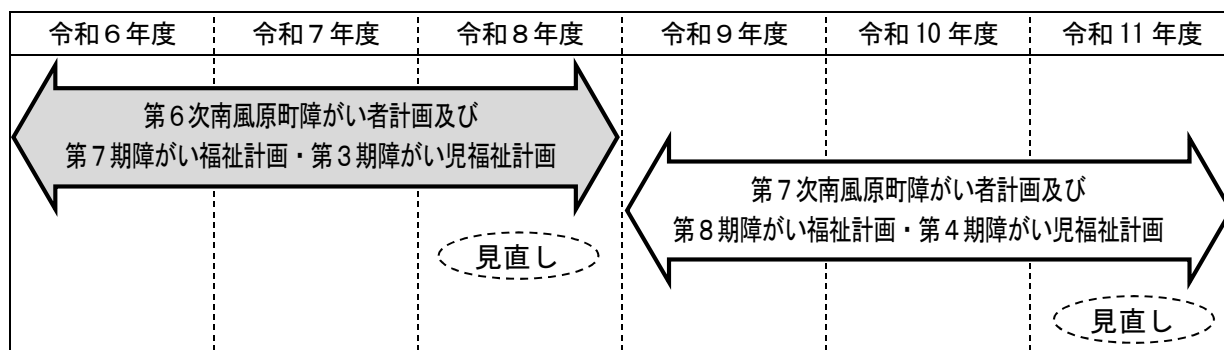 令和６年度 令和７年度 令和８年度 令和９年度 令和 10 年度 令和 11 年度
第６次南風原町障がい者計画及び
第７期障がい福祉計画・第３期障がい児福祉計画
見直し
第７次南風原町障がい者計画及び
第８期障がい福祉計画・第４期障がい児福祉計画
見直し